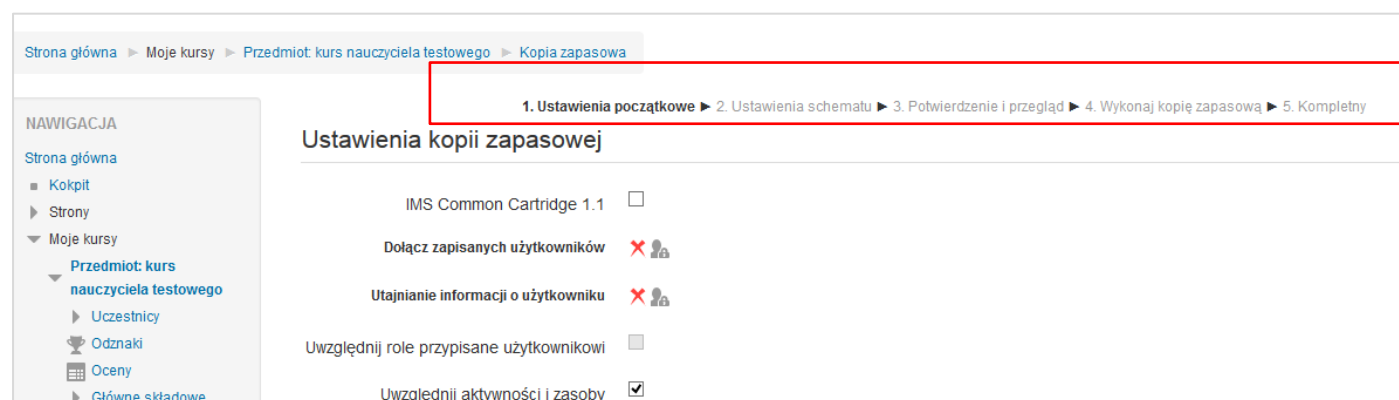 Strona główna ► Moje kursy ► Przedmiot: kurs nauczyciela testowego ► Kopia zapasowa
1. Ustawienia początkowe ► 2. Ustawienia schematu ► 3. Potwierdzenie i przegląd ► 4. Wykonaj kopię zapasową ► 5. Kompletny
NAWIGACJA
Strona główna
Kokpit
Strony
Moje kursy
Przedmiot: kurs
nauczyciela testowego
Uczestnicy
Odznaki
Oceny
Główne składowe
Ustawienia kopii zapasowej
IMS Common Cartridge 1.1
Dołącz zapisanych użytkowników
Utajnianie informacji o użytkowniku
Uwzględnij role przypisane użytkownikowi
Uwzględnij aktywności i zasoby